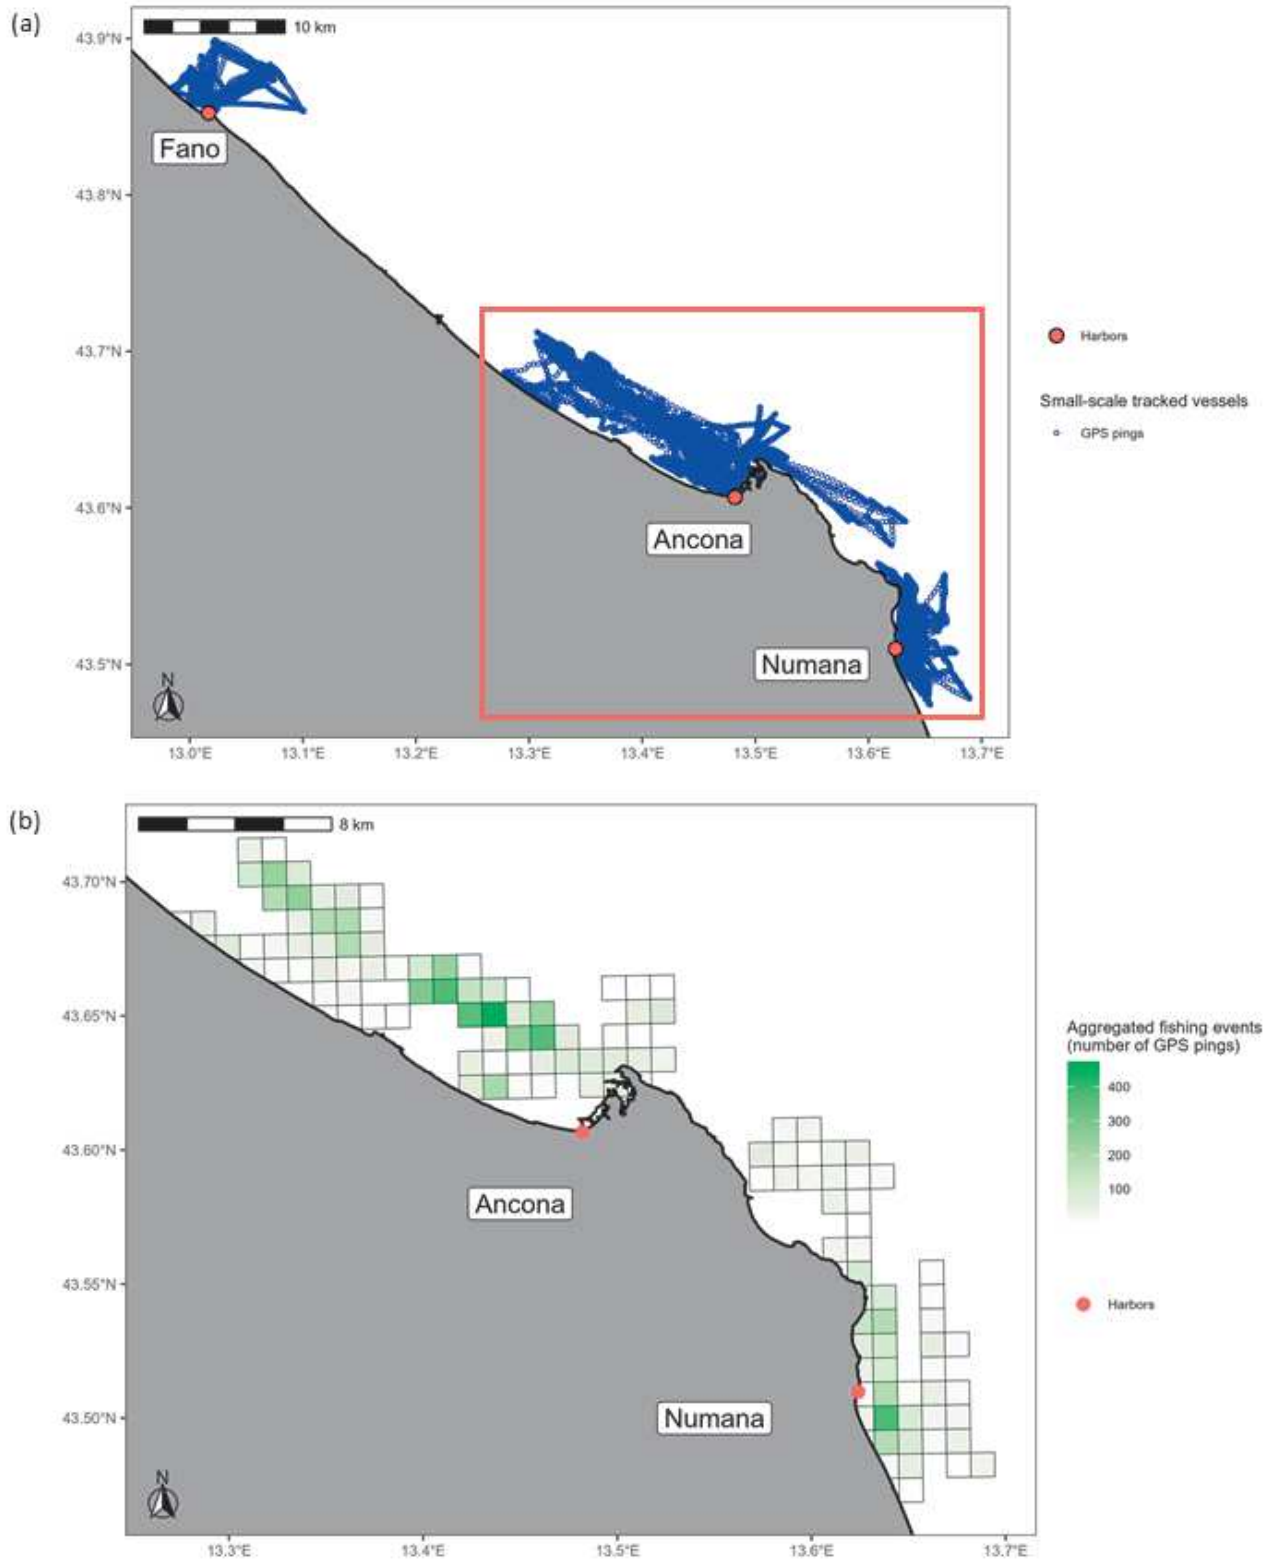 (a)
10 km
43.9°N
Fano
43.8°N
43.7°N
Harbors
Small-scale tracked vessels
GPS pings
43.6°N
Ancona
43.5°N
Numana
N
13.0°E 13.1°E 13.2°E 13.3°E 13.4°E 13.5°E 13.6°E 13.7°E
(b)
8 km
43.70°N
43.65°N
Aggregated fishing events
(number of GPS pings)
400
300
200
100
43.60°N
Ancona
43.55°N
Harbors
43.50°N
Numana
N
13.3°E 13.4°E 13.5°E 13.6°E 13.7°E